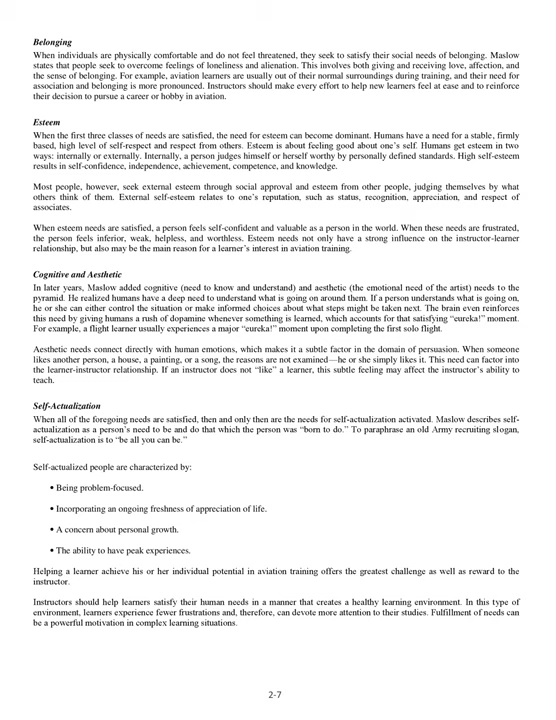 Belonging
When individuals are physically comfortable and do not feel threatened, they seek to satisfy their social needs of belonging. Maslow
states that people seek to overcome feelings of loneliness and alienation. This involves both giving and receiving love, affection, and
the sense of belonging. For example, aviation learners are usually out of their normal surroundings during training, and their need for
association and belonging is more pronounced. Instructors should make every effort to help new learners feel at ease and to reinforce
their decision to pursue a career or hobby in aviation.
Esteem
When the first three classes of needs are satisfied, the need for esteem can become dominant. Humans have a need for a stable, firmly
based, high level of self-respect and respect from others. Esteem is about feeling good about one’s self. Humans get esteem in two
ways: internally or externally. Internally, a person judges himself or herself worthy by personally defined standards. High self-esteem
results in self-confidence, independence, achievement, competence, and knowledge.
Most people, however, seek external esteem through social approval and esteem from other people, judging themselves by what
others think of them. External self-esteem relates to one’s reputation, such as status, recognition, appreciation, and respect of
associates.
When esteem needs are satisfied, a person feels self-confident and valuable as a person in the world. When these needs are frustrated,
the person feels inferior, weak, helpless, and worthless. Esteem needs not only have a strong influence on the instructor-learner
relationship, but also may be the main reason for a learner’s interest in aviation training.
Cognitive and Aesthetic
In later years, Maslow added cognitive (need to know and understand) and aesthetic (the emotional need of the artist) needs to the
pyramid. He realized humans have a deep need to understand what is going on around them. If a person understands what is going on,
he or she can either control the situation or make informed choices about what steps might be taken next. The brain even reinforces
this need by giving humans a rush of dopamine whenever something is learned, which accounts for that satisfying “eureka!” moment.
For example, a flight learner usually experiences a major “eureka!” moment upon completing the first solo flight.
Aesthetic needs connect directly with human emotions, which makes it a subtle factor in the domain of persuasion. When someone
likes another person, a house, a painting, or a song, the reasons are not examined—he or she simply likes it. This need can factor into
the learner-instructor relationship. If an instructor does not “like” a learner, this subtle feeling may affect the instructor’s ability to
teach.
Self-Actualization
When all of the foregoing needs are satisfied, then and only then are the needs for self-actualization activated. Maslow describes self-
actualization as a person’s need to be and do that which the person was “born to do.” To paraphrase an old Army recruiting slogan,
self-actualization is to “be all you can be.”
Self-actualized people are characterized by:
• Being problem-focused.
• Incorporating an ongoing freshness of appreciation of life.
• A concern about personal growth.
• The ability to have peak experiences.
Helping a learner achieve his or her individual potential in aviation training offers the greatest challenge as well as reward to the
instructor.
Instructors should help learners satisfy their human needs in a manner that creates a healthy learning environment. In this type of
environment, learners experience fewer frustrations and, therefore, can devote more attention to their studies. Fulfillment of needs can
be a powerful motivation in complex learning situations.
2-7